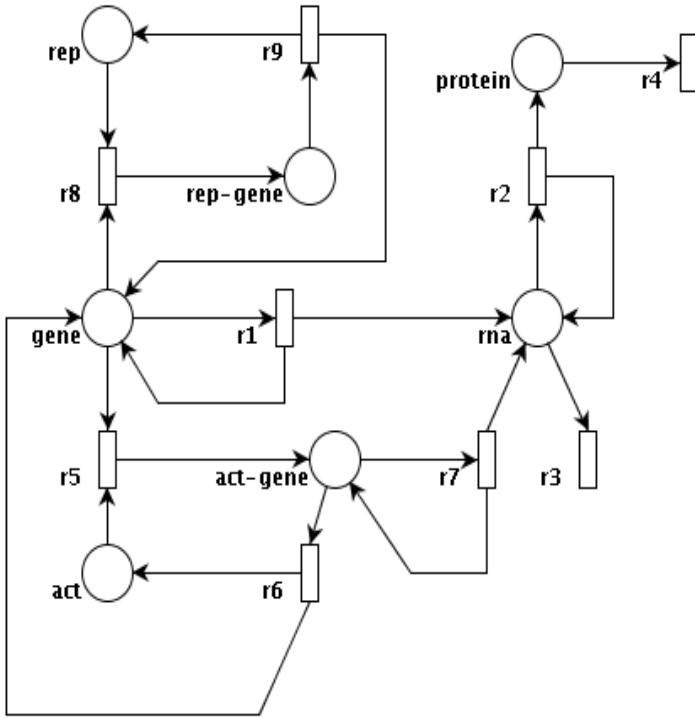 rep
r9
protein
r4
r8
rep-gene
r2
gene
r1
rna
r5
act-gene
r7
r3
act
r6